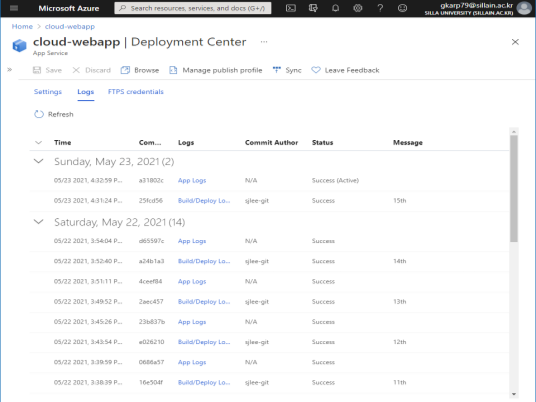 Microsoft Azure
Search resources, services, and docs (G+/)
gkarp79@sillain.ac.kr
SILLA UNIVERSITY (SILLAIN.AC.KR)
Home > cloud-webapp
cloud-webapp | Deployment Center ...
App Service
Save Discard Browse Manage publish profile Sync Leave Feedback
Settings Logs FTPS credentials
Refresh
Time Com... Logs Commit Author Status Message
Sunday, May 23, 2021 (2)
05/23 2021, 4:32:59 P... a31802c App Logs N/A Success (Active)
05/23 2021, 4:31:24 P... 25fcd56 Build/Deploy Lo... sjlee-git Success 15th
Saturday, May 22, 2021 (14)
05/22 2021, 3:54:04 P... d65597c App Logs N/A Success
05/22 2021, 3:52:40 P... a24b1a3 Build/Deploy Lo... sjlee-git Success 14th
05/22 2021, 3:51:11 P... 4ceef84 App Logs N/A Success
05/22 2021, 3:49:52 P... 2aec457 Build/Deploy Lo... sjlee-git Success 13th
05/22 2021, 3:45:26 P... 23b837b App Logs N/A Success
05/22 2021, 3:43:54 P... e026210 Build/Deploy Lo... sjlee-git Success 12th
05/22 2021, 3:39:59 P... 0686a57 App Logs N/A Success
05/22 2021, 3:38:39 P... 16e504f Build/Deploy Lo... sjlee-git Success 11th